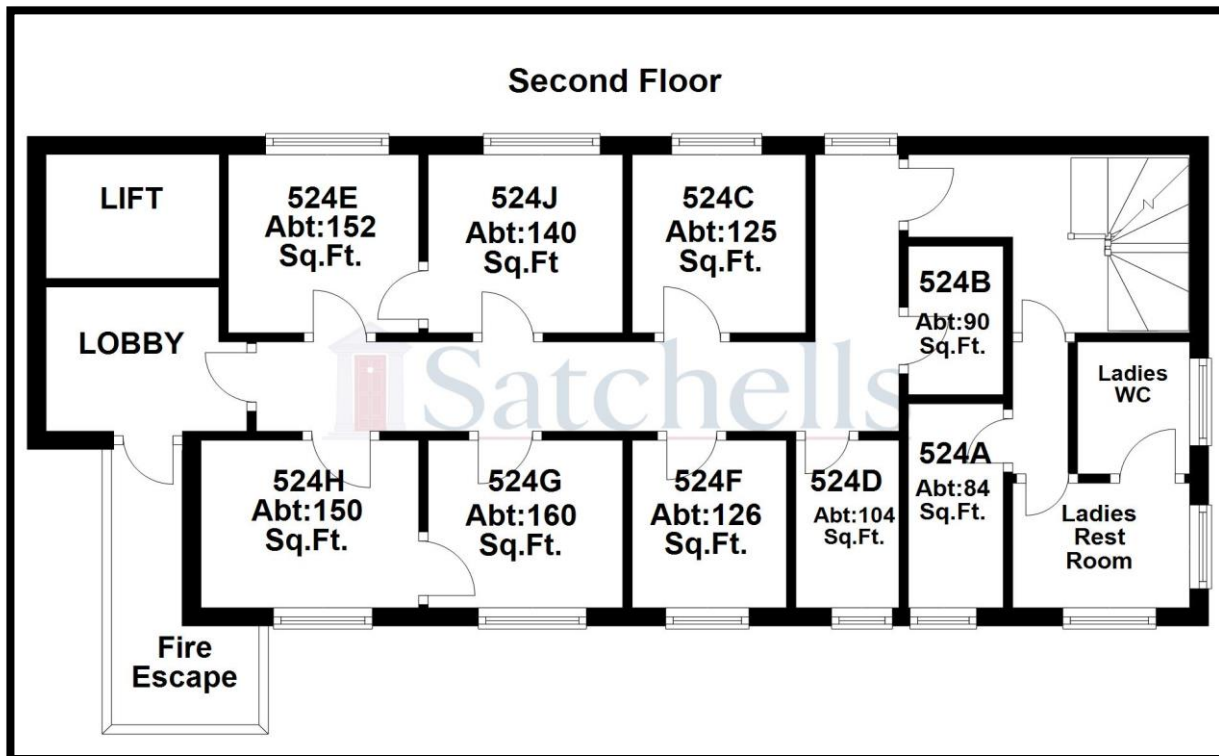 Second Floor
LIFT
524E
Abt:152
Sq.Ft.
524J
Abt:140
Sq.Ft
524C
Abt:125
Sq.Ft.
524B
Abt:90
Sq.Ft.
LOBBY
Satchells
Ladies
WC
524H
Abt:150
Sq.Ft.
524G
Abt:160
Sq.Ft.
524F
Abt:126
Sq.Ft.
524D
Abt:104
Sq.Ft.
524A
Abt:84
Sq.Ft.
Ladies
Rest
Room
Fire
Escape